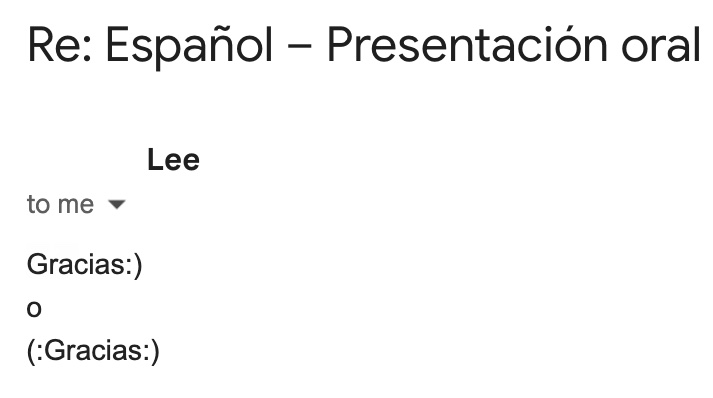 Re: Español – Presentación oral
Lee
to me
Gracias:)
o
(:Gracias:)